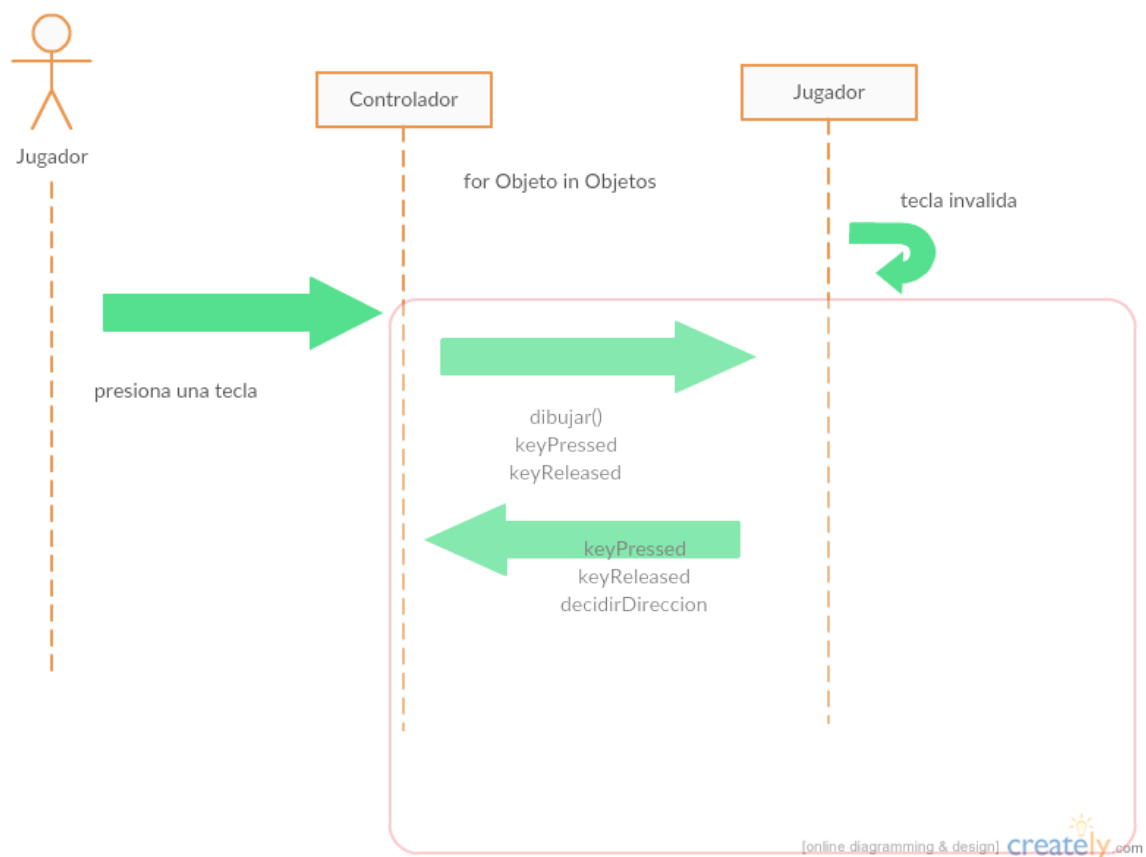 Jugador
Controlador
Jugador
for Objeto in Objetos
tecla invalida
presiona una tecla
dibujar()
keyPressed
keyReleased
keyPressed
keyReleased
decidirDireccion
[online diagramming & design] creately.com